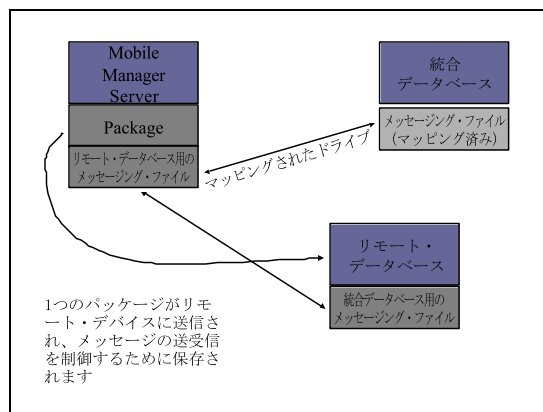 Mobile
Manager
Server
Package
リモート・データベース用の
メッセージング・ファイル
統合
データベース
メッセージング・ファイル
(マッピング済み)
マッピングされたドライブ
リモート・
データベース
統合データベース用の
メッセージング・ファイル
1つのパッケージがリモ
ート・デバイスに送信さ
れ、メッセージの送受信
を制御するために保存さ
れます